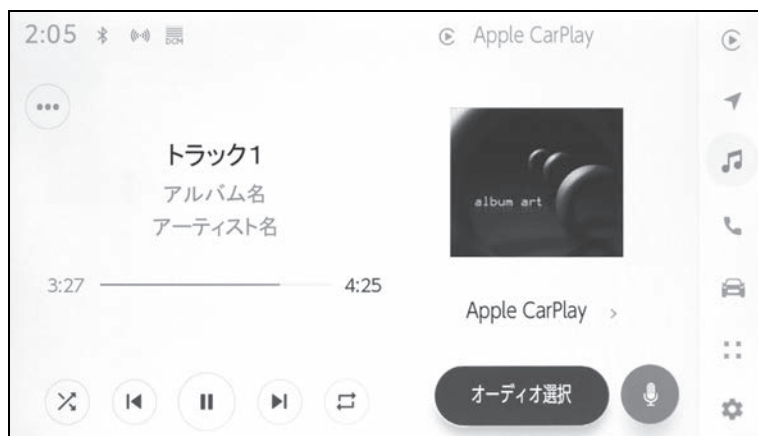 2:05
DCM
Apple CarPlay
トラック1
アルバム名
アーティスト名
3:27
4:25
album art
Apple CarPlay
オーディオ選択